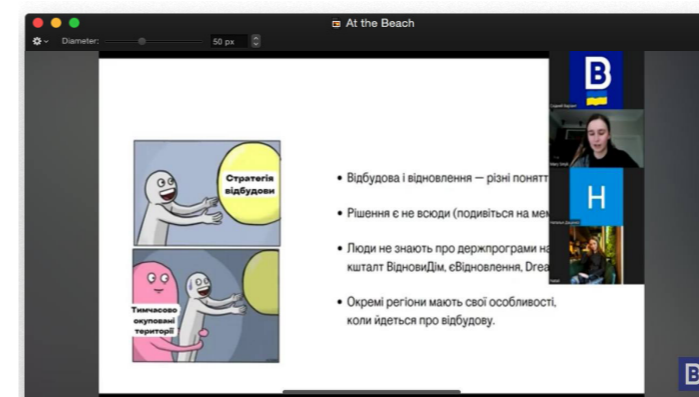 At the Beach
Diameter:
50 px
B
Стратегія
відбудови
• Відбудова і відновлення — різні понятт
H
• Рішення є не всюди (подивіться на мем
• Люди не знають про держпрограми на
кшталт ВідновиДім, єВідновлення, Drea
Тимчасово
окуповані
території
• Окремі регіони мають свої особливості,
коли йдеться про відбудову.
B